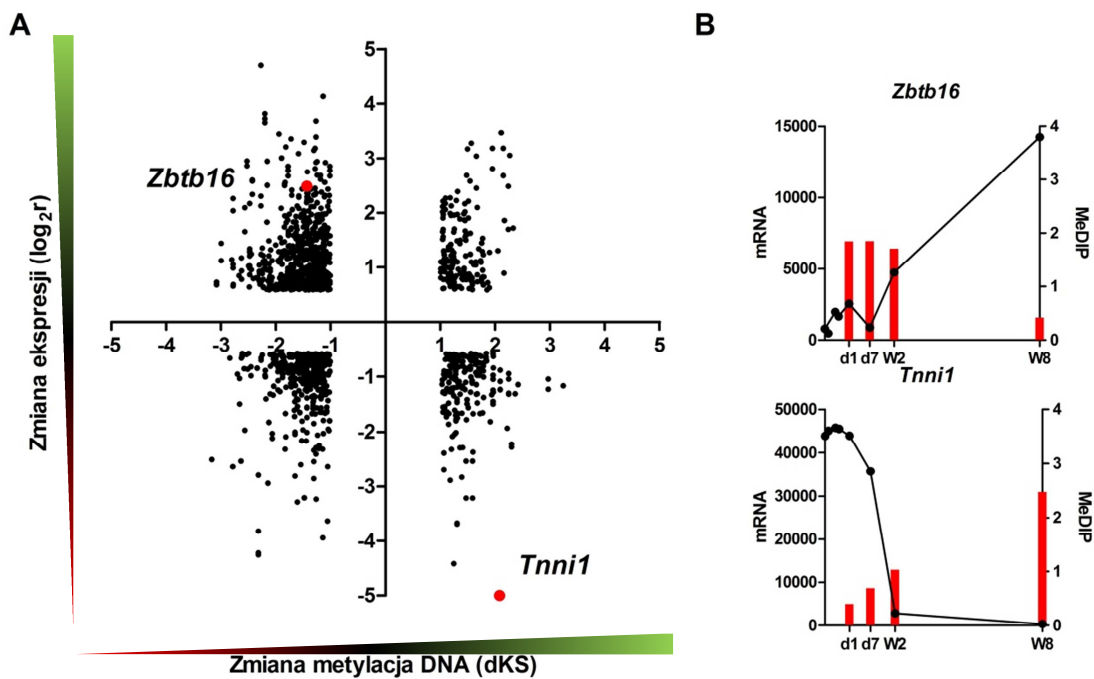 A
Zmiana ekspresji (log2r)
5
4
3
2
1
-5 -4 -3 -2 -1 1 2 3 4 5
-1
-2
-3
-4
-5
Zbtb16
Tnni1
Zmiana metylacja DNA (dKS)
B
Zbtb16
15000
10000
5000
0
mRNA
4
3
2
1
0
MeDIP
d1 d7 W2 W8
Tnni1
50000
40000
30000
20000
10000
0
mRNA
4
3
2
1
0
MeDIP
d1 d7 W2 W8